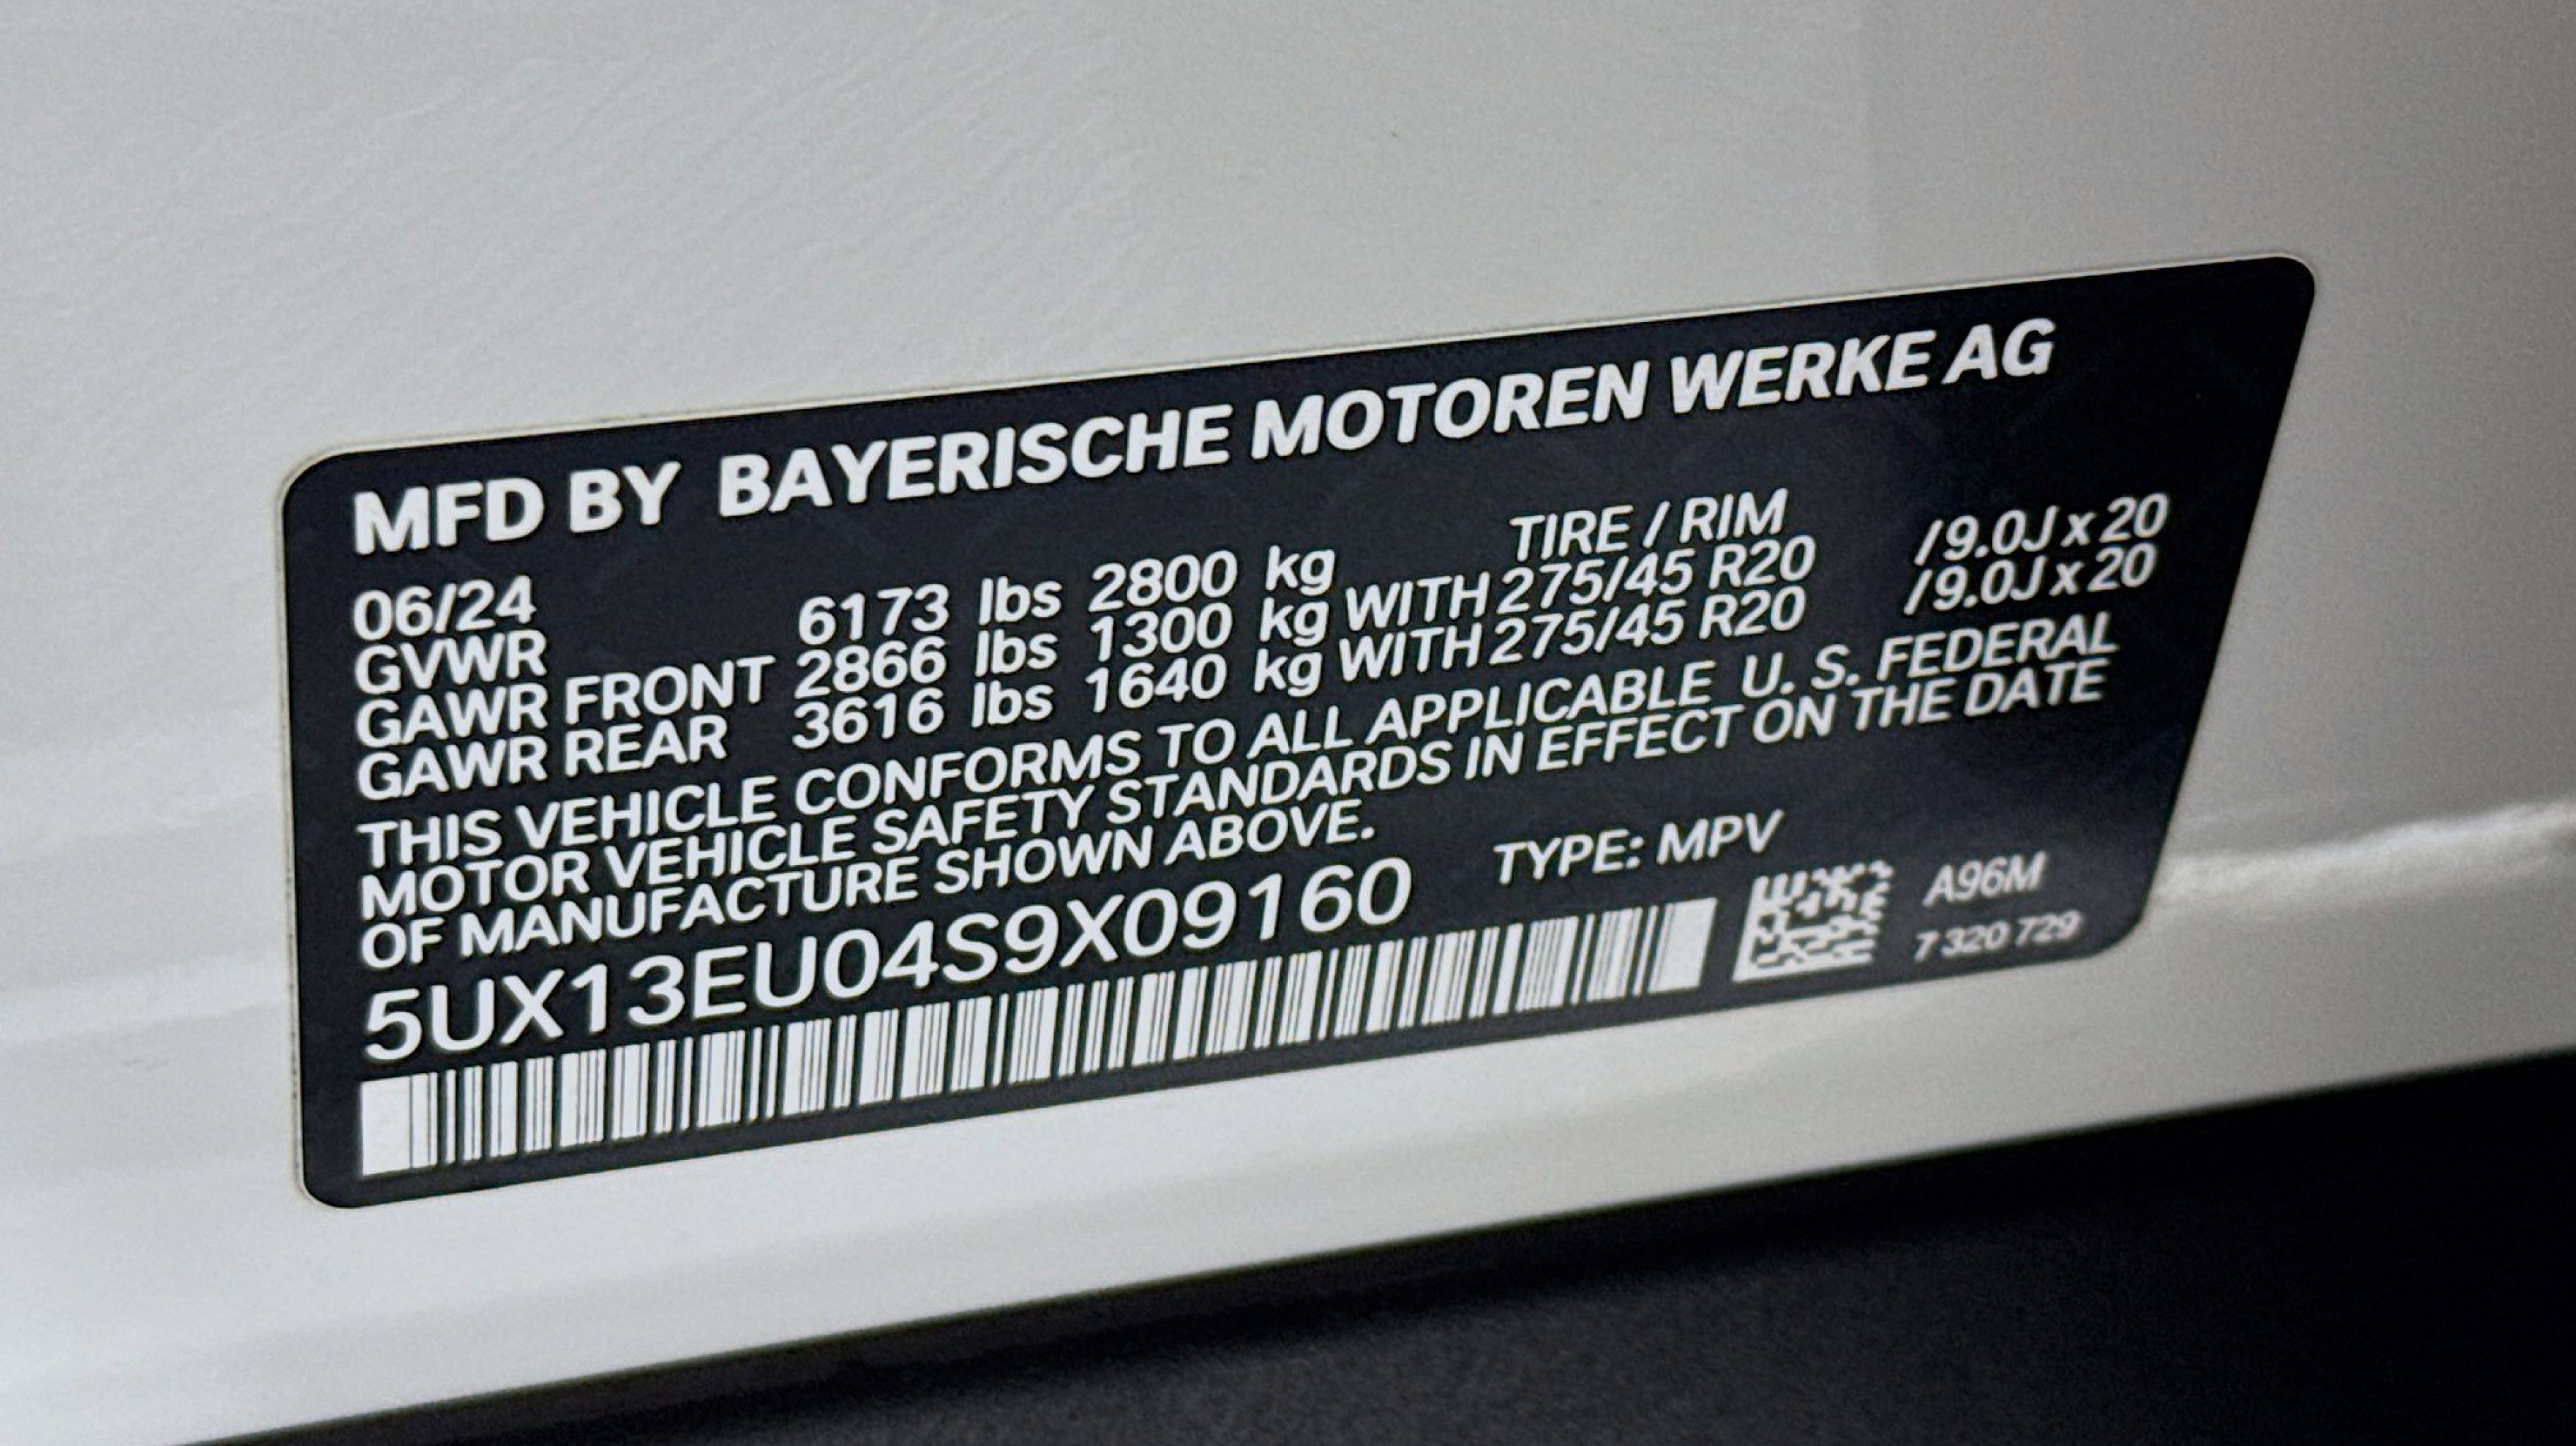 MFD BY BAYERISCHE MOTOREN WERKE AG
06/24 TIRE / RIM
GVWR 6173 lbs 2800 kg
GAWR FRONT 2866 lbs 1300 kg WITH 275/45 R20 /9.0J x 20
GAWR REAR 3616 lbs 1640 kg WITH 275/45 R20 /9.0J x 20
THIS VEHICLE CONFORMS TO ALL APPLICABLE U. S. FEDERAL
MOTOR VEHICLE SAFETY STANDARDS IN EFFECT ON THE DATE
OF MANUFACTURE SHOWN ABOVE.
TYPE: MPV
5UX13EU04S9X09160
A96M
7 320 729